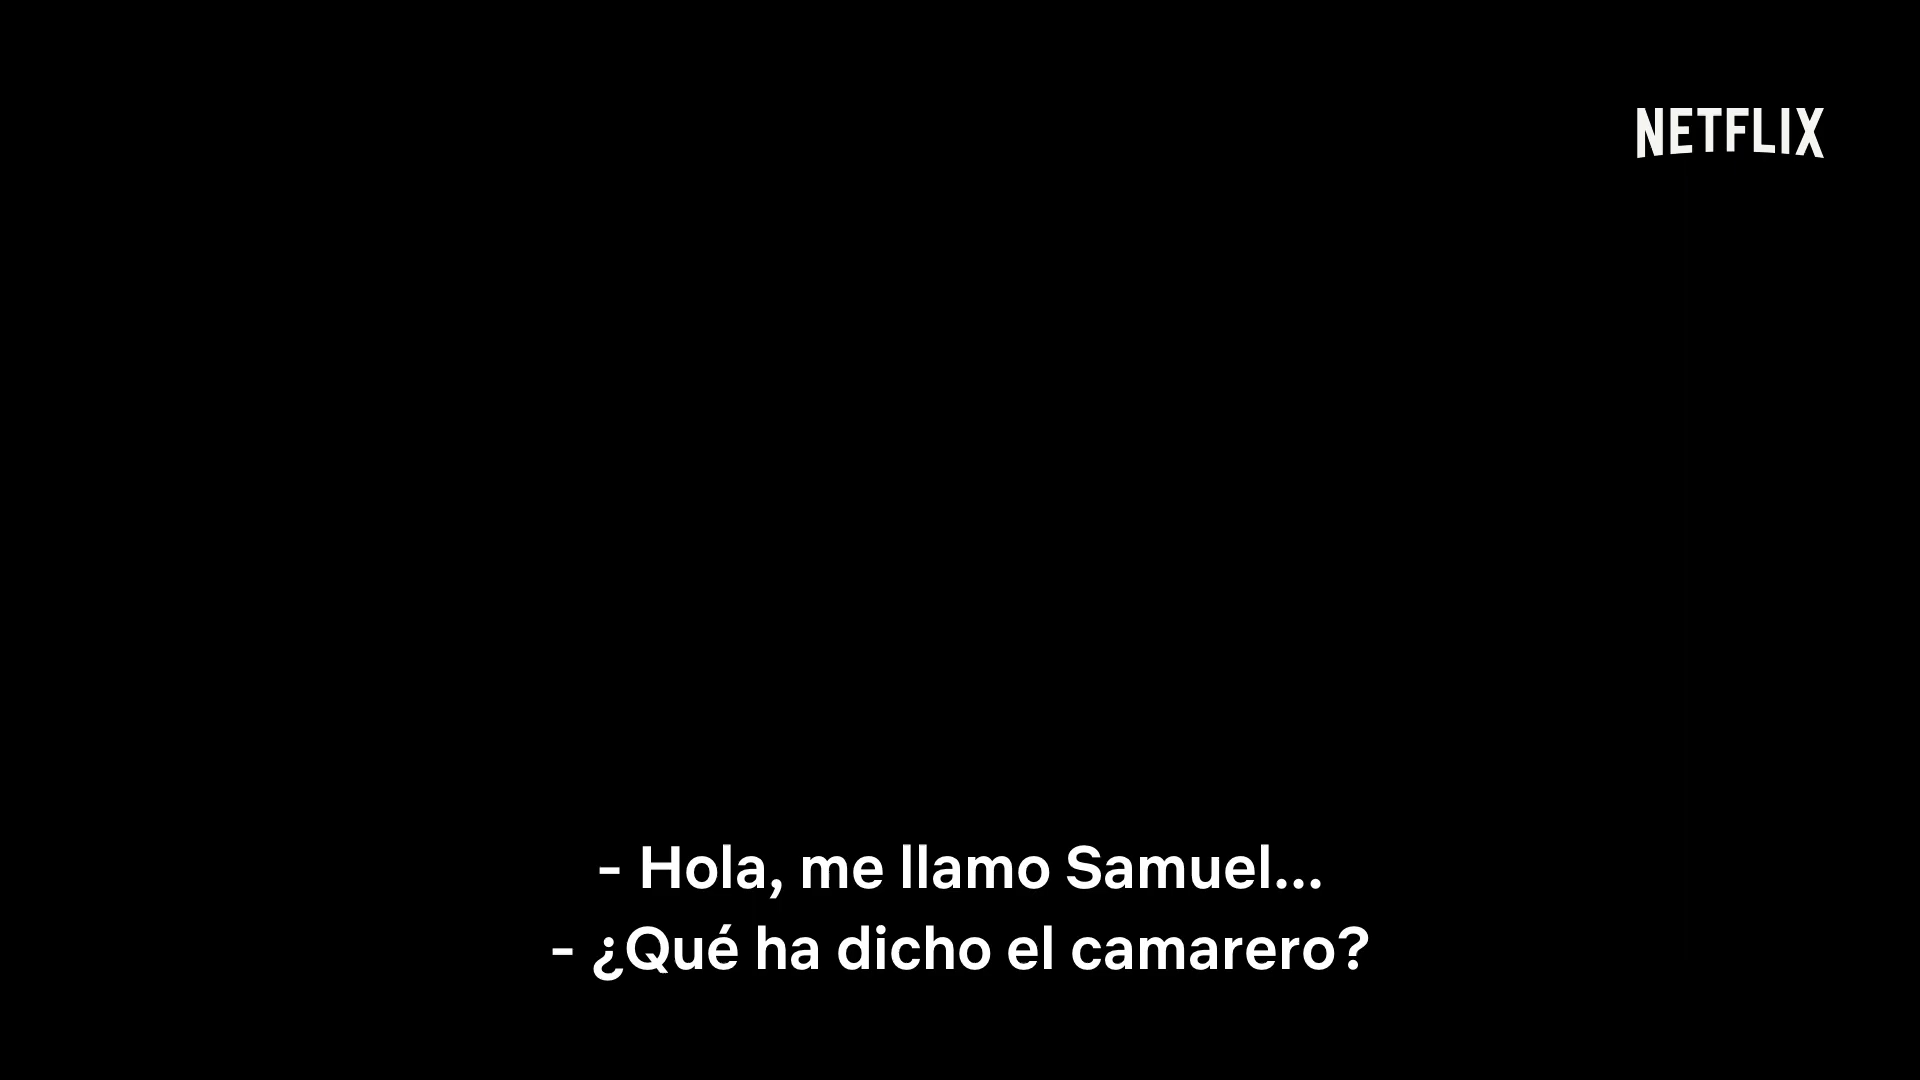 NETFLIX
- Hola, me llamo Samuel...
- ¿Qué ha dicho el camarero?